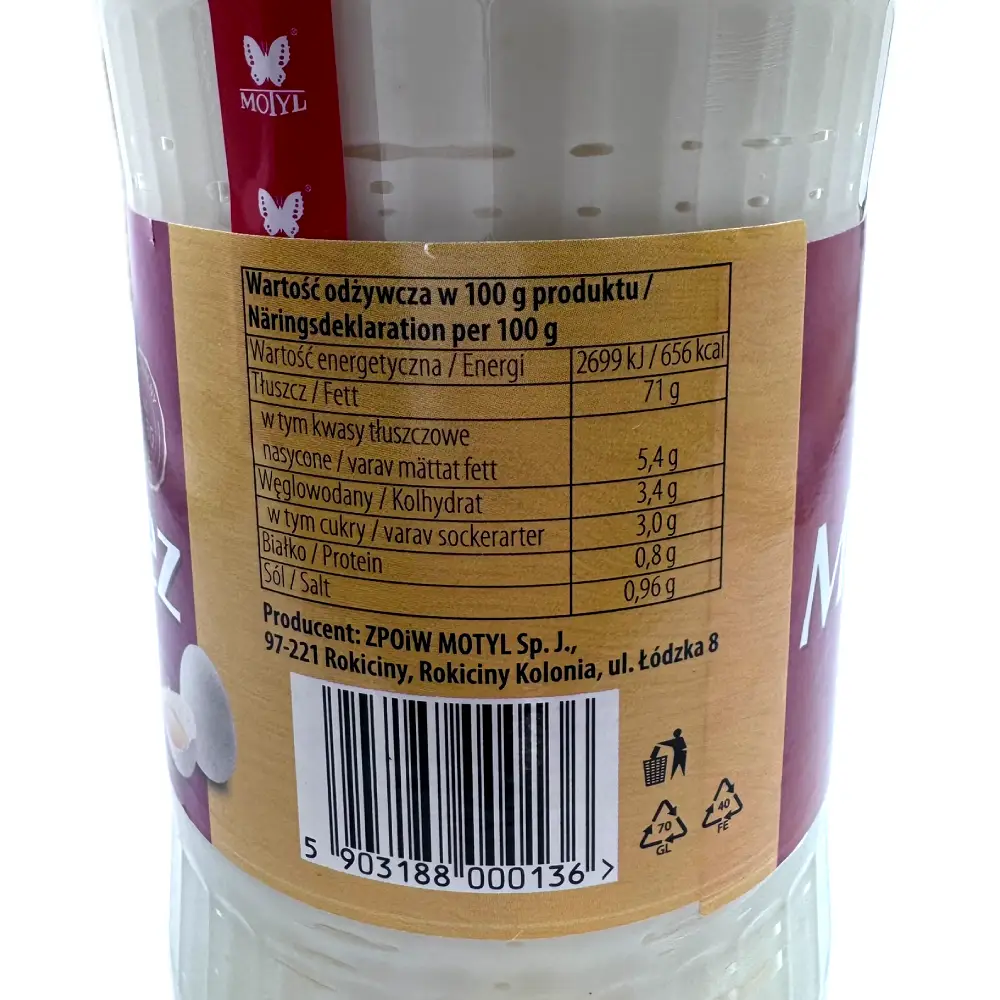 MOTYL
Wartość odżywcza w 100 g produktu /
Näringsdeklaration per 100 g
Wartość energetyczna / Energi 2699 kJ / 656 kcal
Tłuszcz / Fett 71 g
w tym kwasy tłuszczowe
nasycone / varav mättat fett 5,4 g
Węglowodany / Kolhydrat 3,4 g
w tym cukry / varav sockerarter 3,0 g
Białko / Protein 0,8 g
Sól / Salt 0,96 g
Producent: ZPOiW MOTYL Sp. J.,
97-221 Rokiciny, Rokiciny Kolonia, ul. Łódzka 8
5 903188 000136 >
70
GL
40
FE